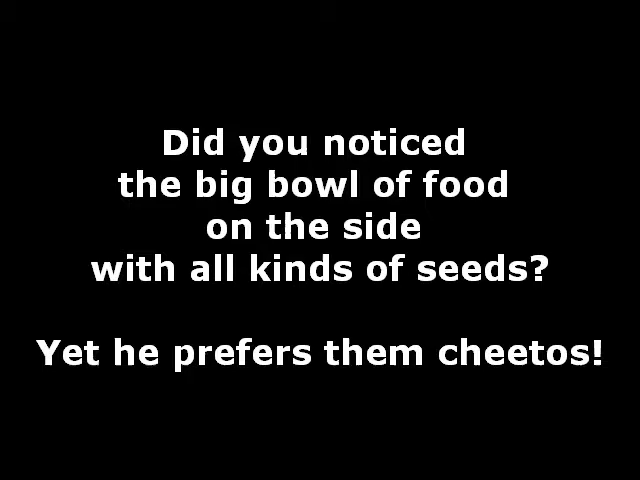 Did you noticed
the big bowl of food
on the side
with all kinds of seeds?
Yet he prefers them cheetos!